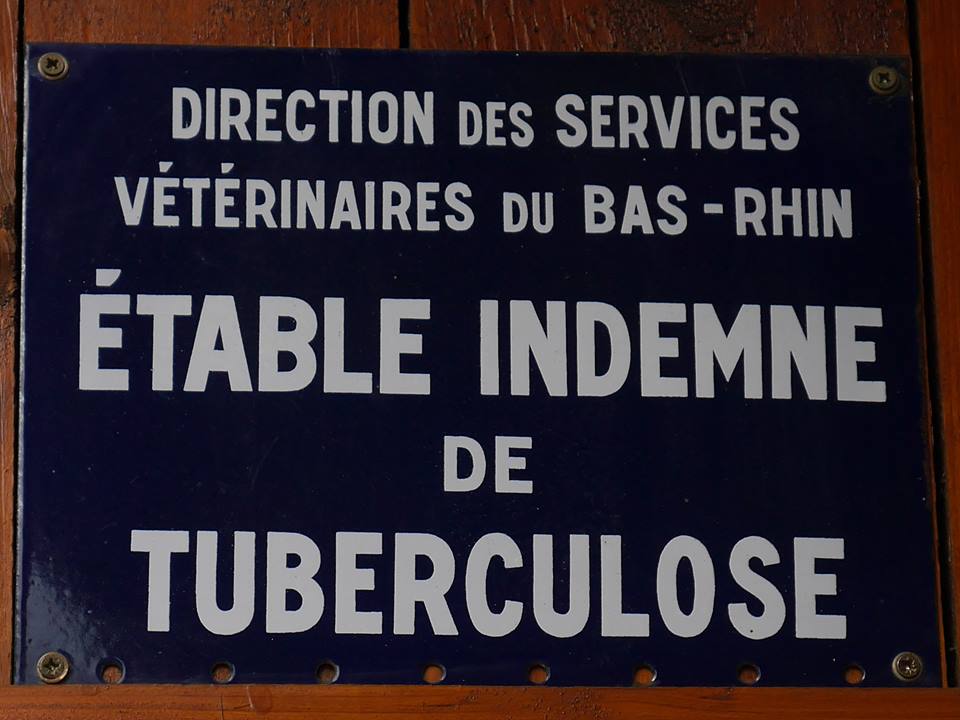 DIRECTION DES SERVICES
VÉTÉRINAIRES DU BAS-RHIN
ÉTABLE INDEMNE
DE
TUBERCULOSE